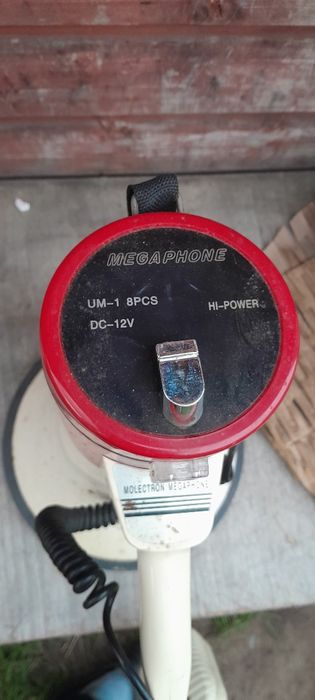 MEGAPHONE
UM-1 8PCS
HI-POWER
DC-12V
MOLECTRON MEGAPHONE